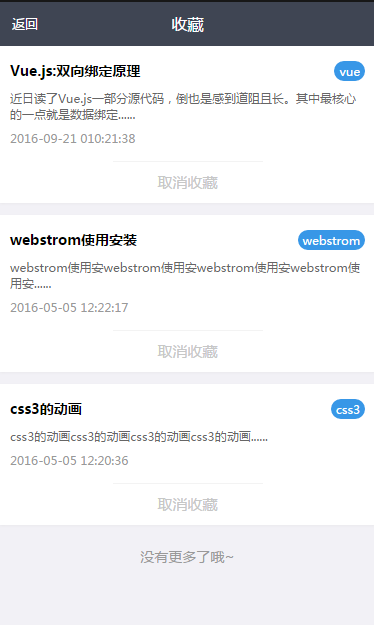 返回
收藏
Vue.js:双向绑定原理
vue
近日读了Vue.js一部分源代码，倒也是感到道阻且长。其中最核心
的一点就是数据绑定......
2016-09-21 010:21:38
取消收藏
webstrom使用安装
webstrom
webstrom使用安webstrom使用安webstrom使用安webstrom使
用安......
2016-05-05 12:22:17
取消收藏
css3的动画
css3
css3的动画css3的动画css3的动画css3的动画......
2016-05-05 12:20:36
取消收藏
没有更多了哦~